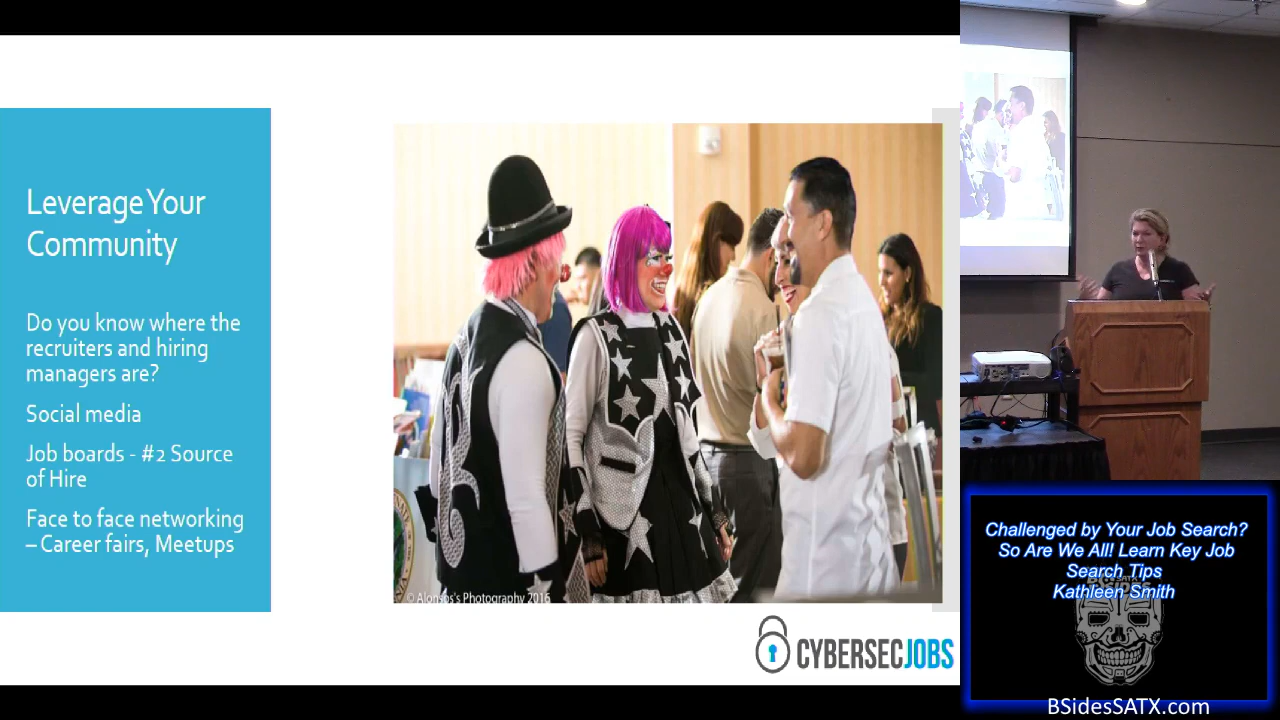 Leverage Your
Community
Do you know where the
recruiters and hiring
managers are?
Social media
Job boards - #2 Source
of Hire
Face to face networking
– Career fairs, Meetups
© Alonsos's Photography 2016
CYBERSECJOBS
Challenged by Your Job Search?
So Are We All! Learn Key Job
Search Tips
Kathleen Smith
BSidesSATX.com